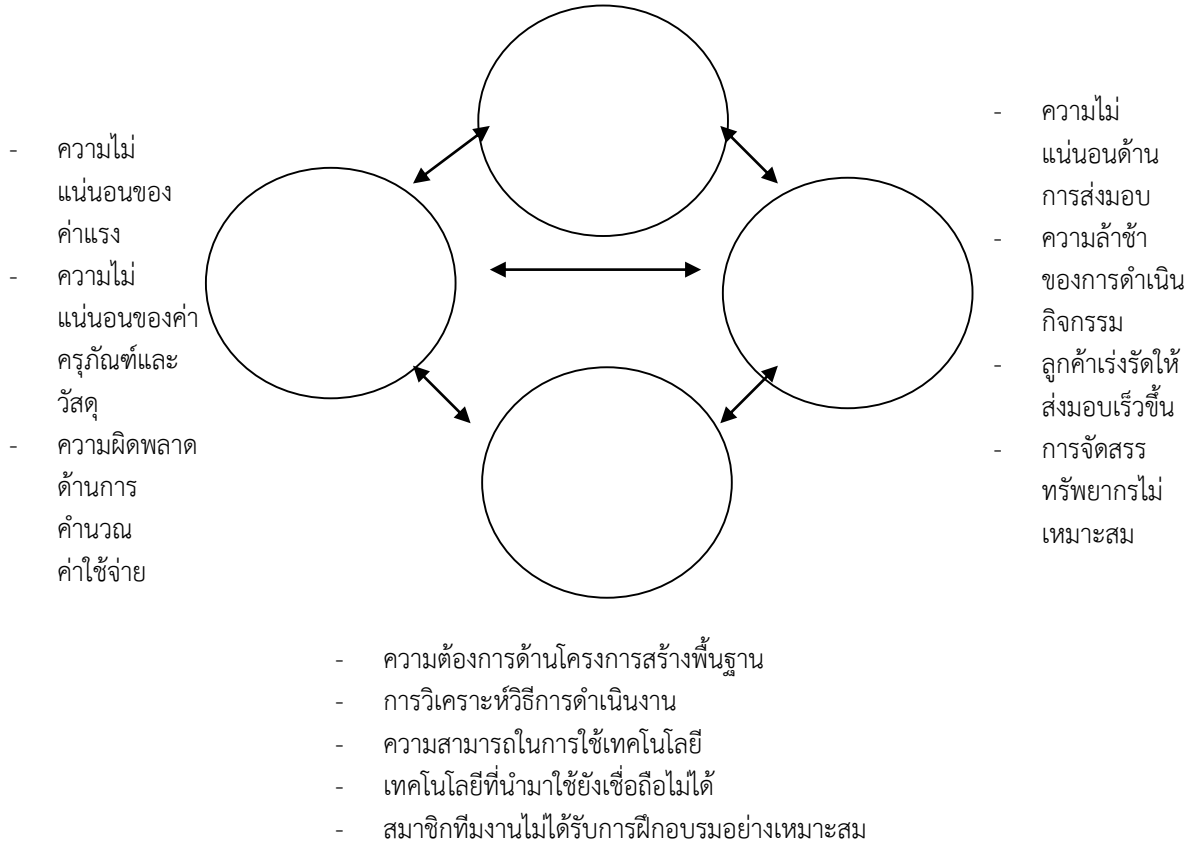 - ความไม่
แน่นอนของ
ค่าแรง
- ความไม่
แน่นอนของค่า
ครุภัณฑ์และ
วัสดุ
- ความผิดพลาด
ด้านการ
คำนวณ
ค่าใช้จ่าย
- ความไม่
แน่นอนด้าน
การส่งมอบ
- ความล้าช้า
ของการดำเนิน
กิจกรรม
- ลูกค้าเร่งรัดให้
ส่งมอบเร็วขึ้น
- การจัดสรร
ทรัพยากรไม่
เหมาะสม
- ความต้องการด้านโครงการสร้างพื้นฐาน
- การวิเคราะห์วิธีการดำเนินงาน
- ความสามารถในการใช้เทคโนโลยี
- เทคโนโลยีที่นำมาใช้ยังเชื่อถือไม่ได้
- สมาชิกทีมงานไม่ได้รับการฝึกอบรมอย่างเหมาะสม